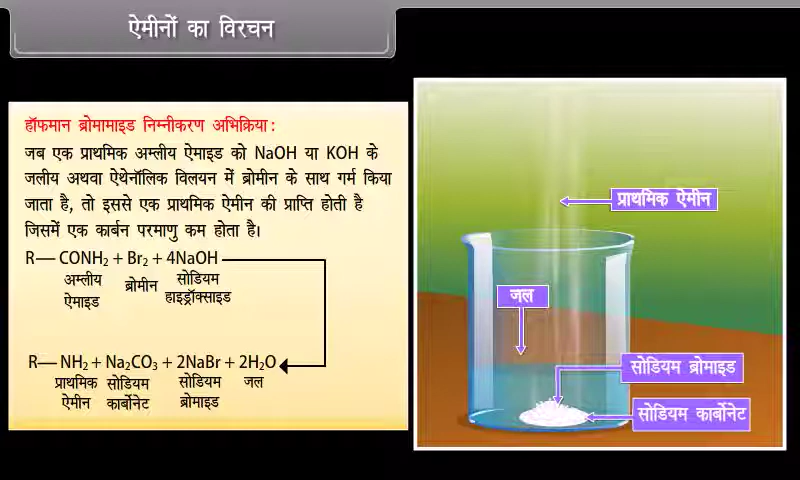 ऐमीनों का विरचन
हॉफमान ब्रोमामाइड निम्नीकरण अभिक्रिया :
जब एक प्राथमिक अम्लीय ऐमाइड को NaOH या KOH के
जलीय अथवा ऐथेनॉलिक विलयन में ब्रोमीन के साथ गर्म किया
जाता है, तो इससे एक प्राथमिक ऐमीन की प्राप्ति होती है
जिसमें एक कार्बन परमाणु कम होता है।
R—CONH₂ + Br₂ + 4NaOH
अम्लीय ब्रोमीन सोडियम
ऐमाइड हाइड्रॉक्साइड
R—NH₂ + Na₂CO₃ + 2NaBr + 2H₂O
प्राथमिक सोडियम सोडियम जल
ऐमीन कार्बोनेट ब्रोमाइड
प्राथमिक ऐमीन
जल
सोडियम ब्रोमाइड
सोडियम कार्बोनेट